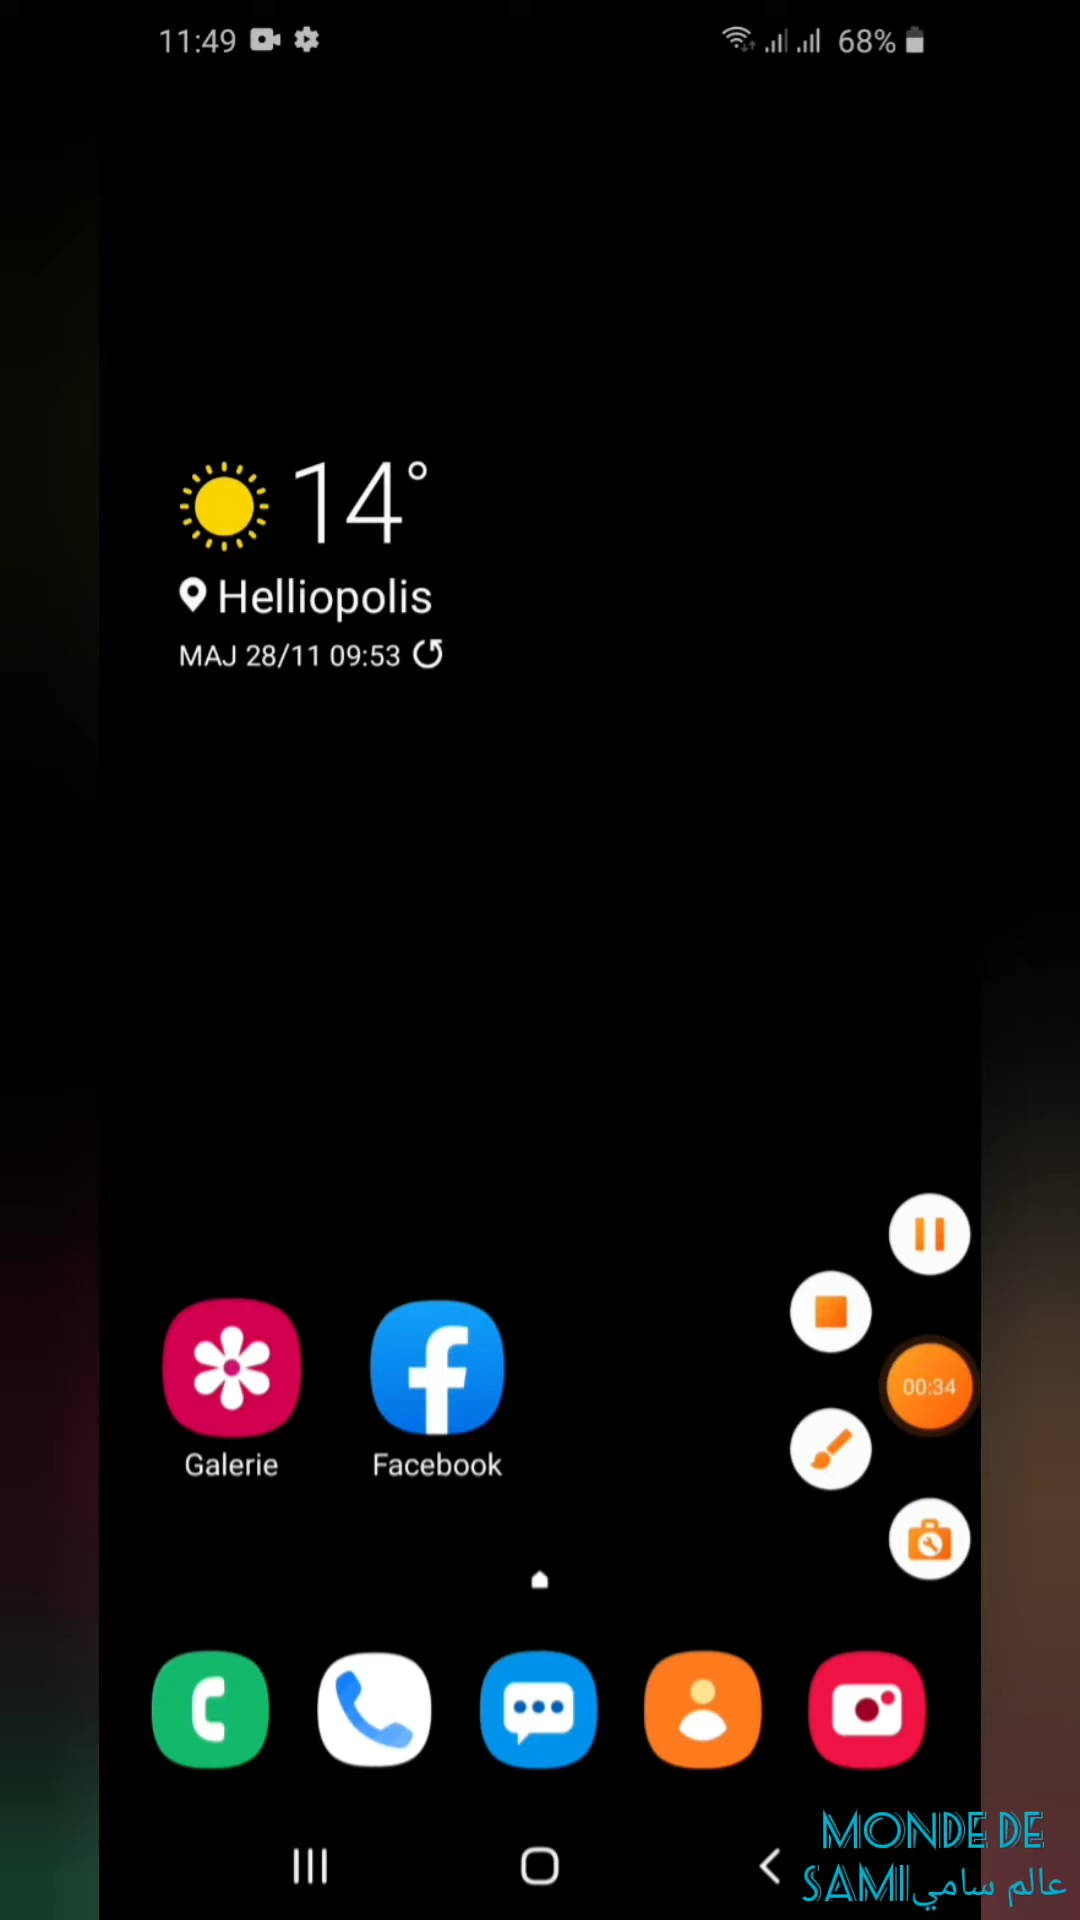 11:49
68%
14°
Helliopolis
MAJ 28/11 09:53
00:34
Galerie
Facebook
MONDE DE
SAMI عالم سامي